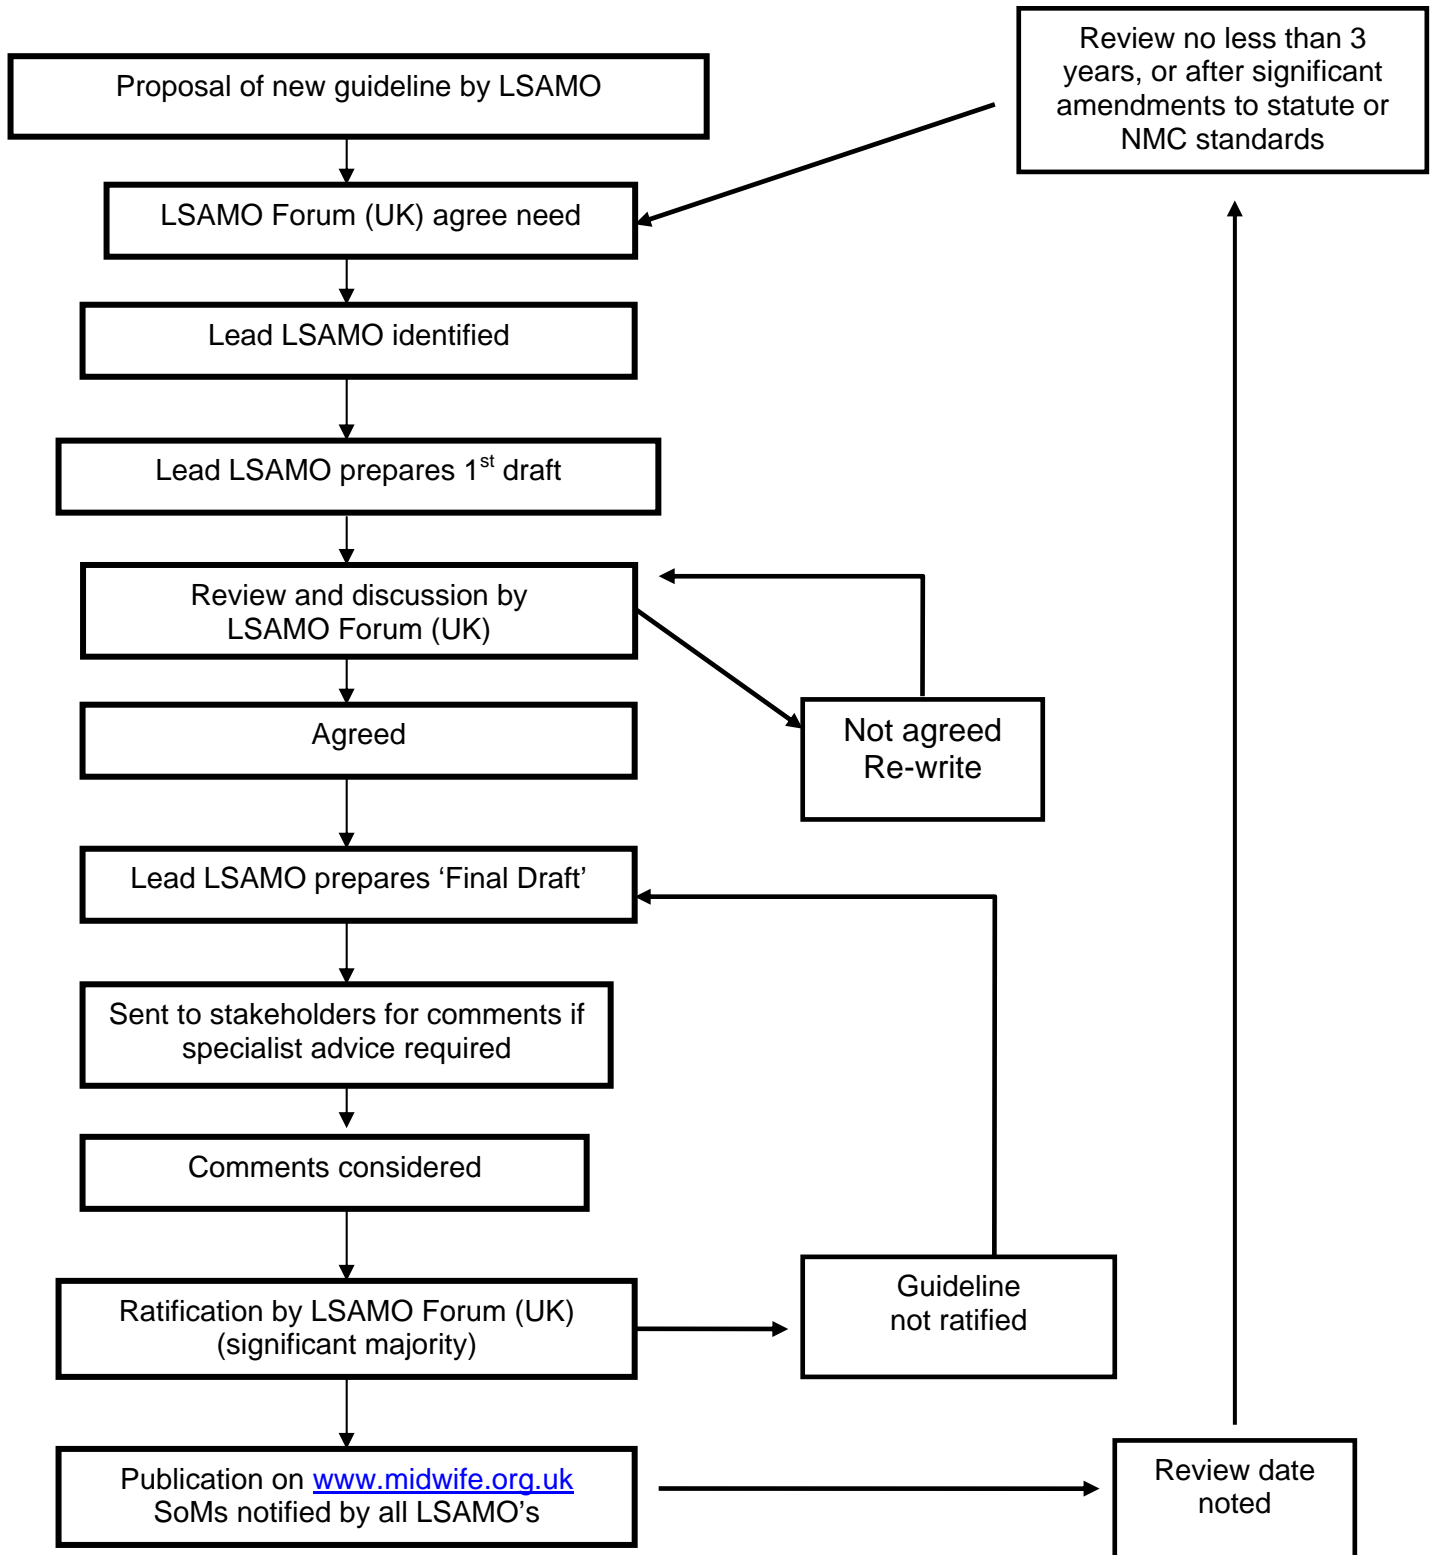 Proposal of new guideline by LSAMO
Review no less than 3
years, or after significant
amendments to statute or
NMC standards
LSAMO Forum (UK) agree need
Lead LSAMO identified
Lead LSAMO prepares 1st draft
Review and discussion by
LSAMO Forum (UK)
Agreed
Not agreed
Re-write
Lead LSAMO prepares ‘Final Draft’
Sent to stakeholders for comments if
specialist advice required
Comments considered
Ratification by LSAMO Forum (UK)
(significant majority)
Guideline
not ratified
Publication on www.midwife.org.uk
SoMs notified by all LSAMO’s
Review date
noted